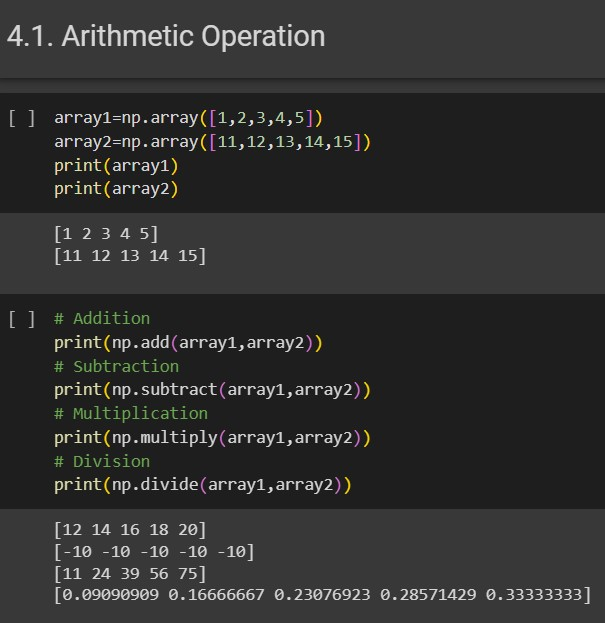 4.1. Arithmetic Operation
[ ] array1=np.array([1,2,3,4,5])
array2=np.array([11,12,13,14,15])
print(array1)
print(array2)
[1 2 3 4 5]
[11 12 13 14 15]
[ ] # Addition
print(np.add(array1,array2))
# Subtraction
print(np.subtract(array1,array2))
# Multiplication
print(np.multiply(array1,array2))
# Division
print(np.divide(array1,array2))
[12 14 16 18 20]
[-10 -10 -10 -10 -10]
[11 24 39 56 75]
[0.09090909 0.16666667 0.23076923 0.28571429 0.33333333]